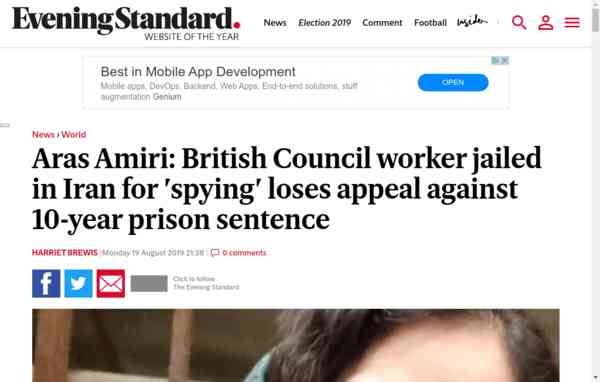 Evening Standard.
WEBSITE OF THE YEAR
News Election 2019 Comment Football insider
Best in Mobile App Development
Mobile apps, DevOps, Backend, Web Apps, End-to-end solutions, stuff
augmentation Genium
OPEN
News › World
Aras Amiri: British Council worker jailed
in Iran for 'spying' loses appeal against
10-year prison sentence
HARRIET BREWIS | Monday 19 August 2019 21:38 | 0 comments
Click to follow
The Evening Standard